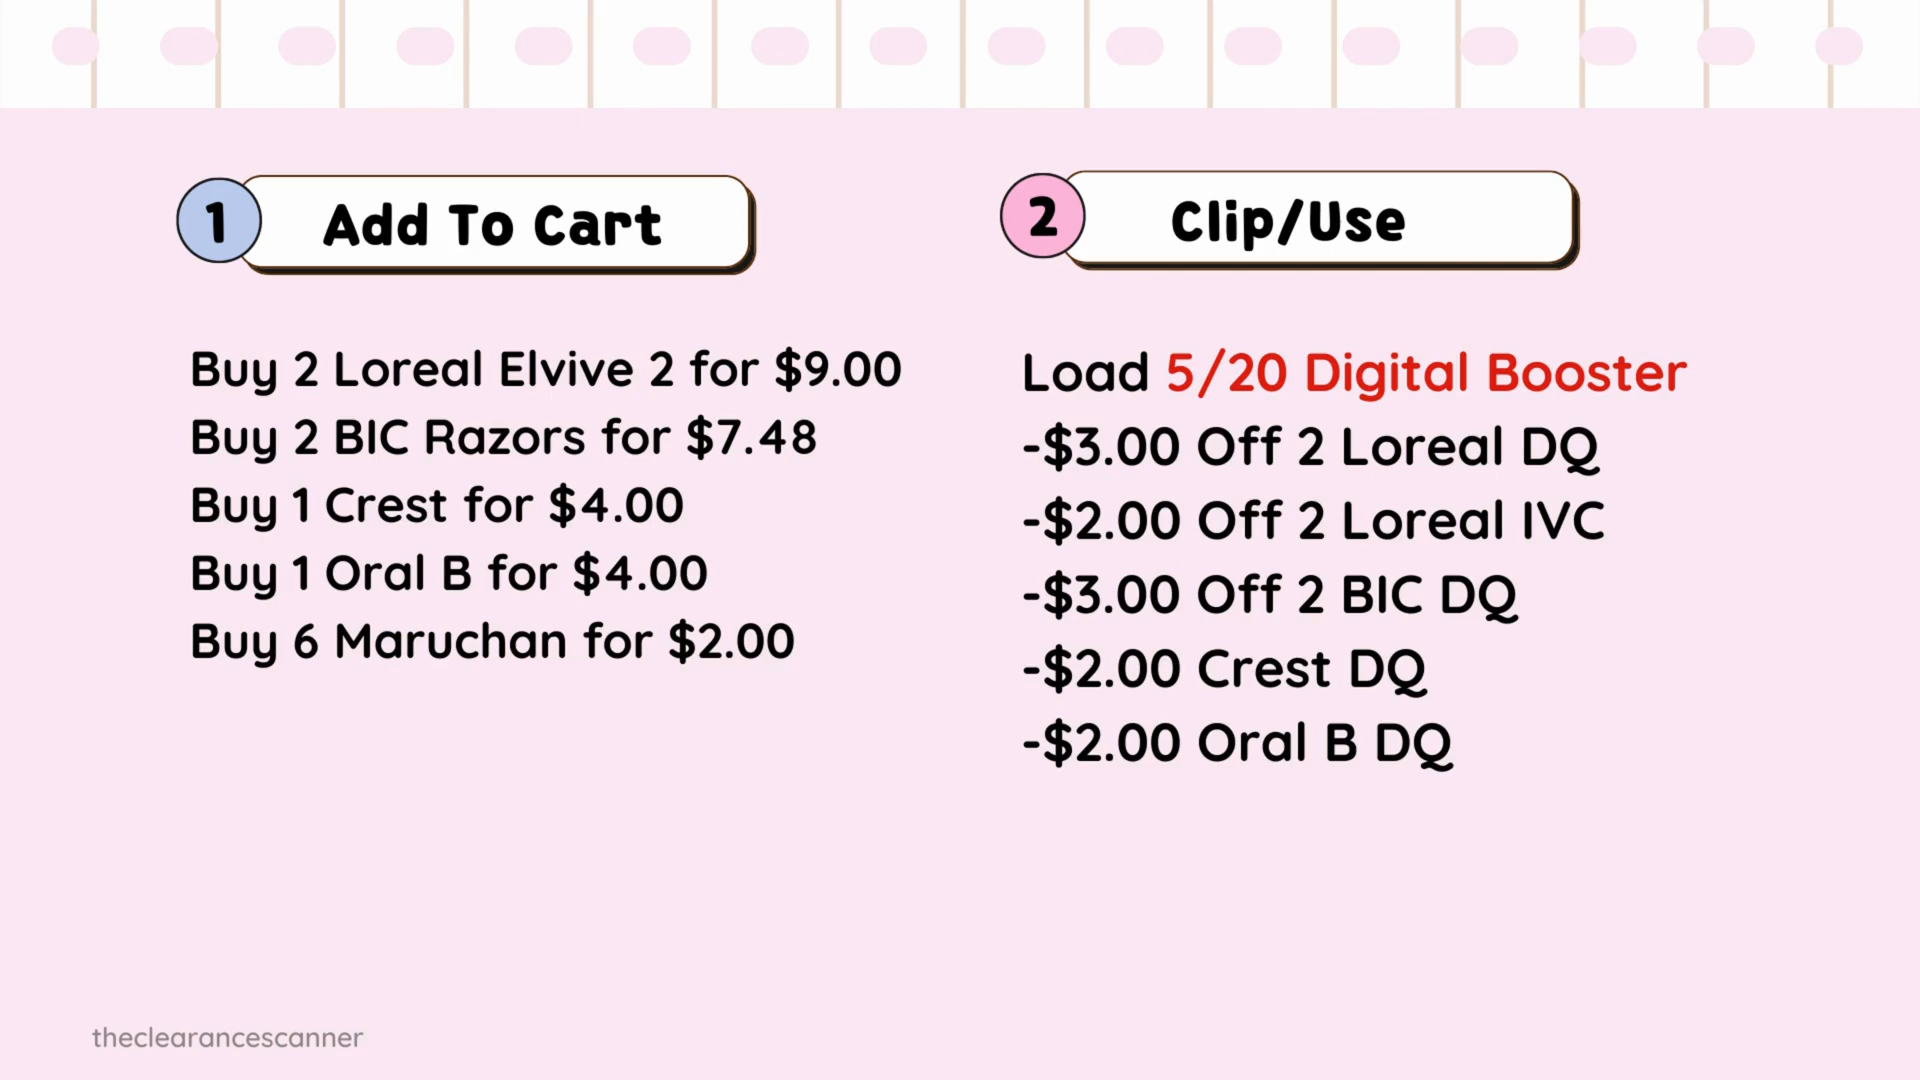 1
Add To Cart
Buy 2 Loreal Elvive 2 for $9.00
Buy 2 BIC Razors for $7.48
Buy 1 Crest for $4.00
Buy 1 Oral B for $4.00
Buy 6 Maruchan for $2.00
2
Clip/Use
Load 5/20 Digital Booster
-$3.00 Off 2 Loreal DQ
-$2.00 Off 2 Loreal IVC
-$3.00 Off 2 BIC DQ
-$2.00 Crest DQ
-$2.00 Oral B DQ
theclearancescanner